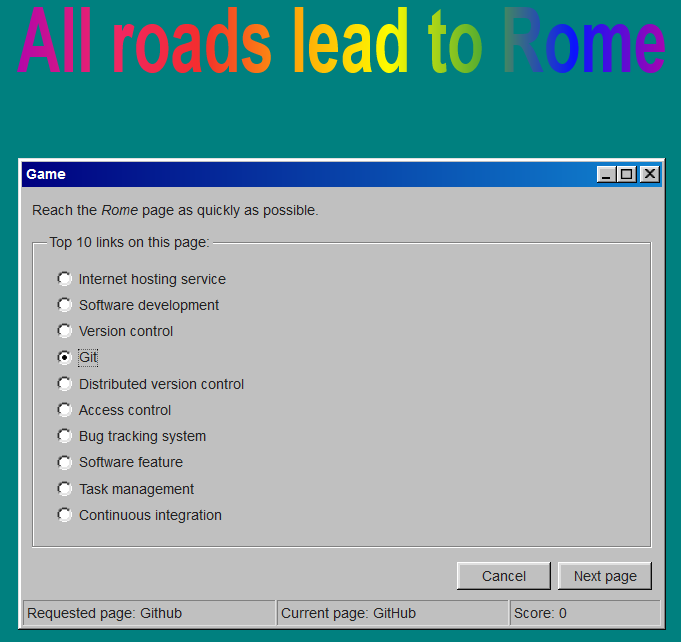 All roads lead to Rome
Game
Reach the Rome page as quickly as possible.
Top 10 links on this page:
Internet hosting service
Software development
Version control
Git
Distributed version control
Access control
Bug tracking system
Software feature
Task management
Continuous integration
Cancel Next page
Requested page: Github Current page: GitHub Score: 0